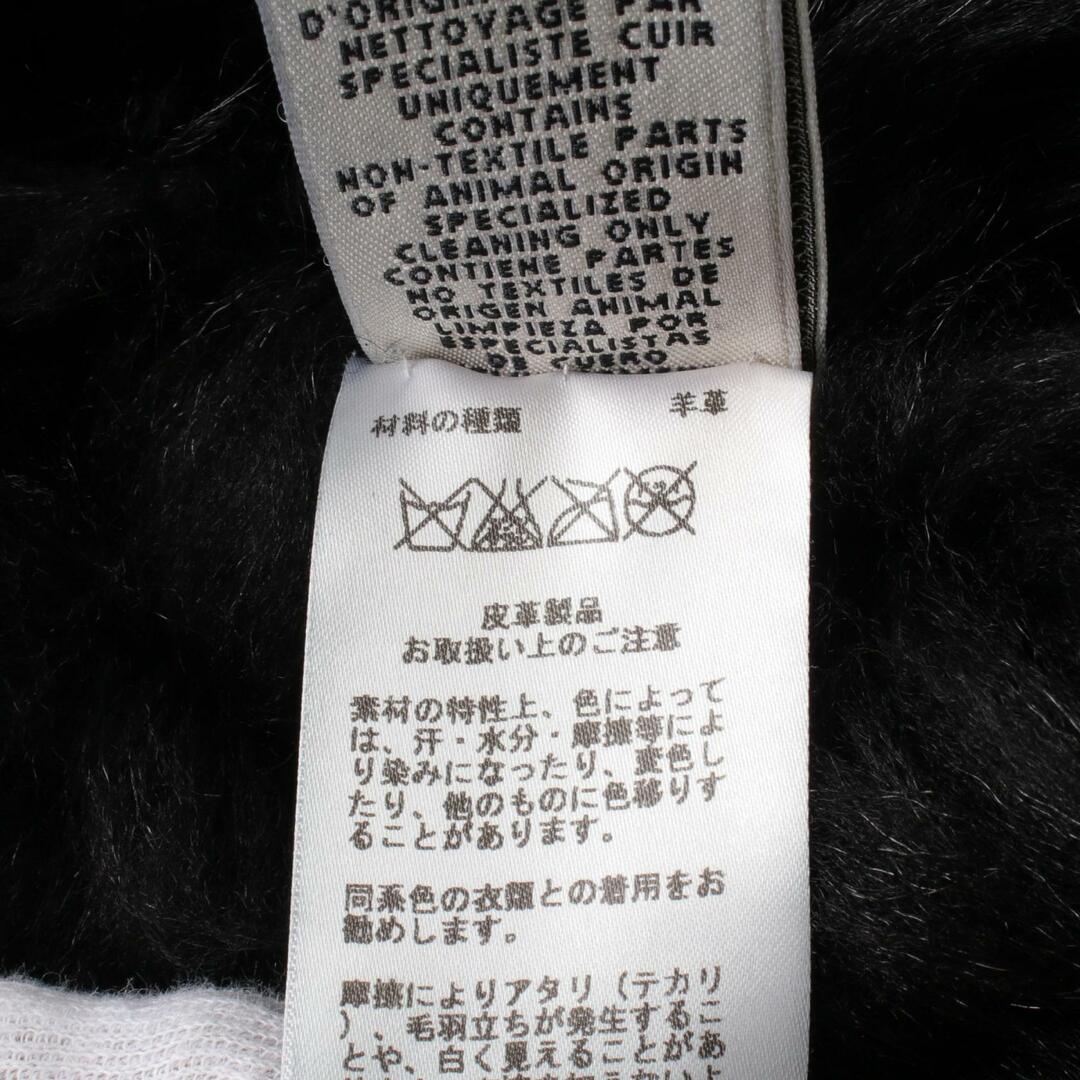 D'ORIGIN
NETTOYAGE PAR
SPECIALISTE CUIR
UNIQUEMENT
CONTAINS
NON-TEXTILE PARTS
OF ANIMAL ORIGIN
SPECIALIZED
CLEANING ONLY
CONTIENE PARTES
NO TEXTILES DE
ORIGEN ANIMAL
LIMPIEZA POR
ESPECIALISTAS
DE CUERO
材料の種類 羊革
皮革製品
お取扱い上のご注意
素材の特性上、色によって
は、汗・水分・摩擦等によ
り染みになったり、変色し
たり、他のものに色移りす
ることがあります。
同系色の衣類との着用をお
勧めします。
摩擦によりアタリ（テカリ
）、毛羽立ちが発生するこ
とや、白く見えることがあ